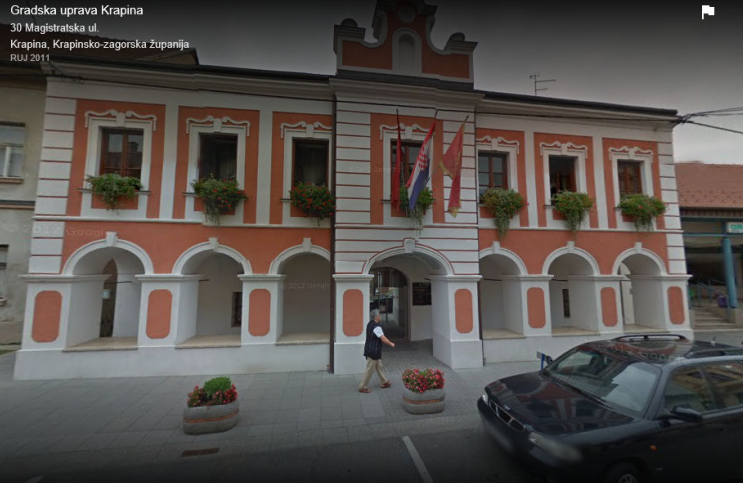 Gradska uprava Krapina
30 Magistratska ul.
Krapina, Krapinsko-zagorska županija
RUJ 2011